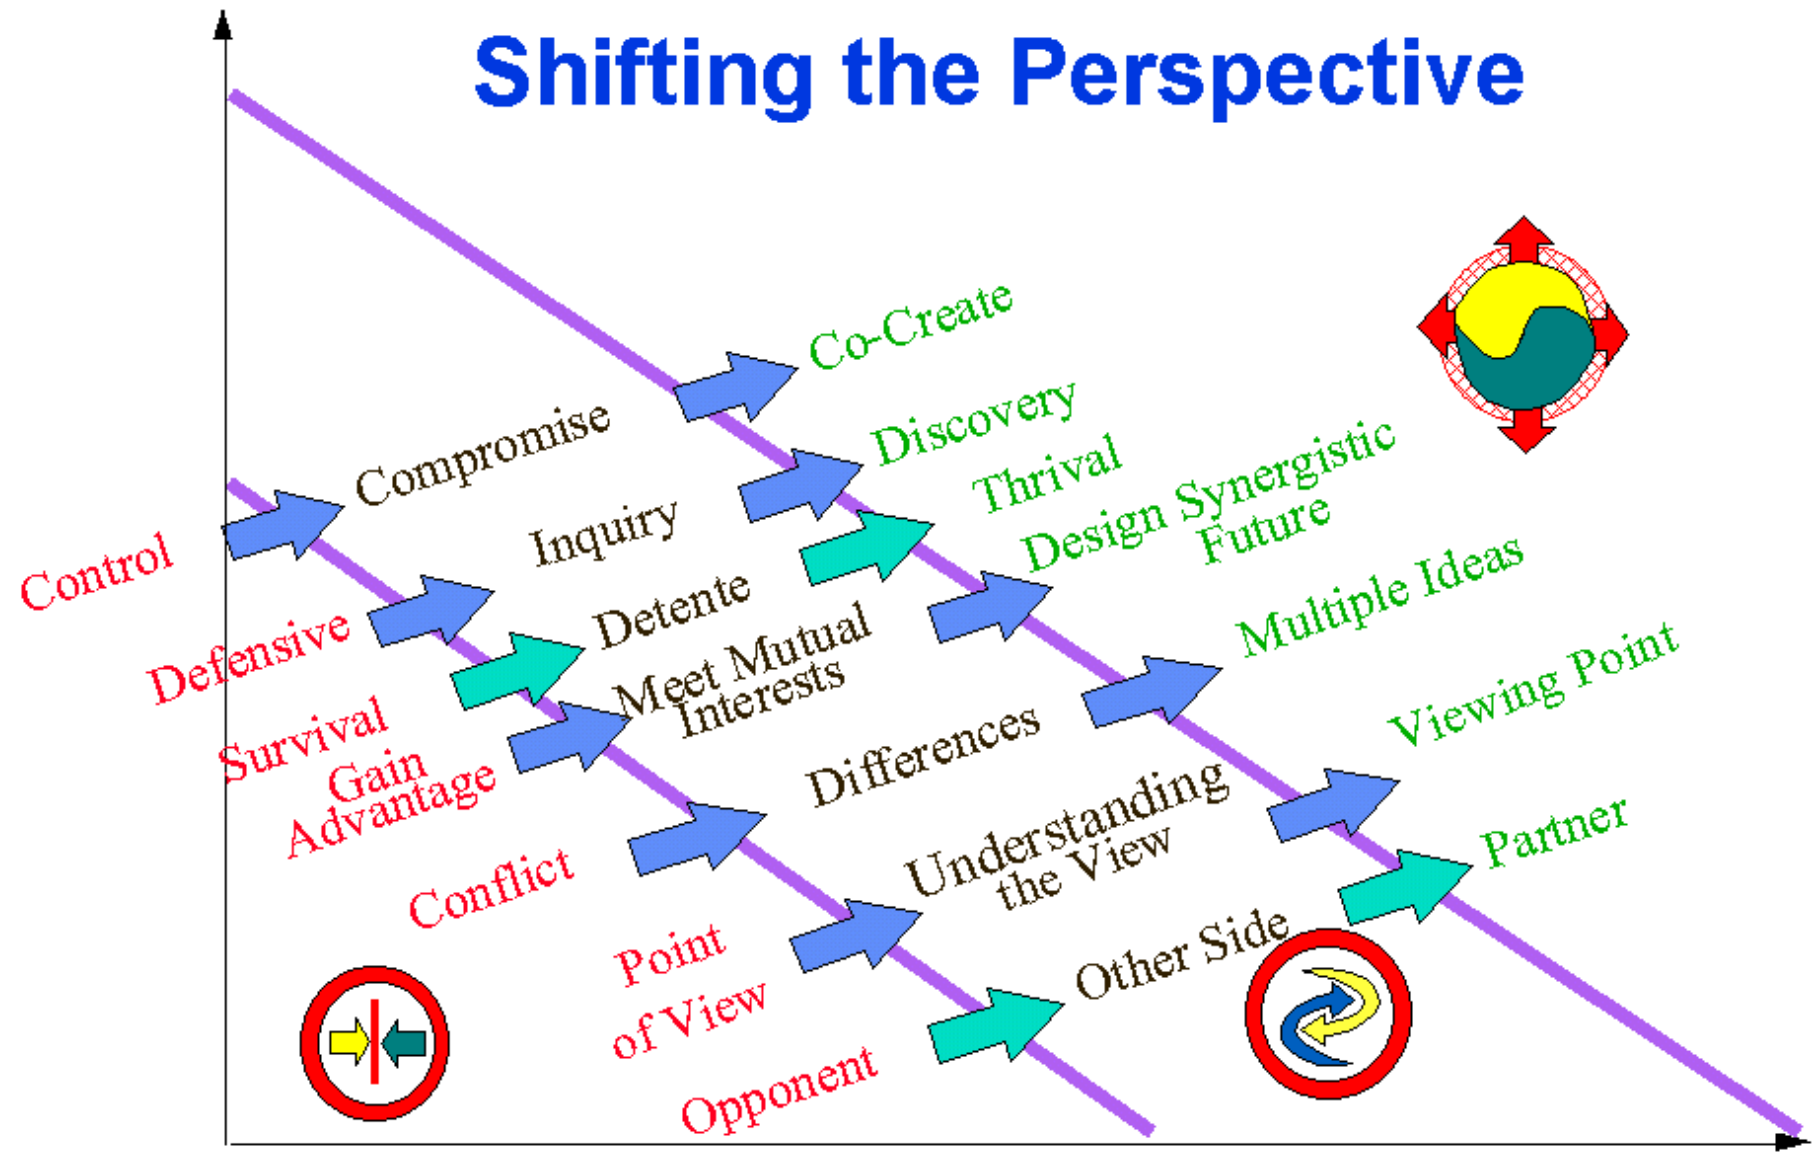 Shifting the Perspective
Control
Compromise
Co-Create
Defensive
Inquiry
Discovery
Survival
Detente
Thrival
Gain
Advantage
Meet Mutual
Interests
Design Synergistic
Future
Conflict
Differences
Multiple Ideas
Point
of View
Understanding
the View
Viewing Point
Opponent
Other Side
Partner